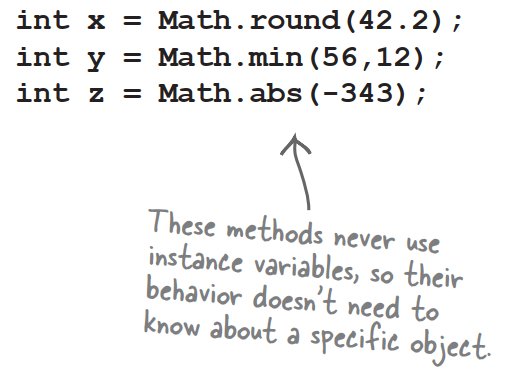 int x = Math.round(42.2);
int y = Math.min(56,12);
int z = Math.abs(-343);
These methods never use
instance variables, so their
behavior doesn't need to
know about a specific object.